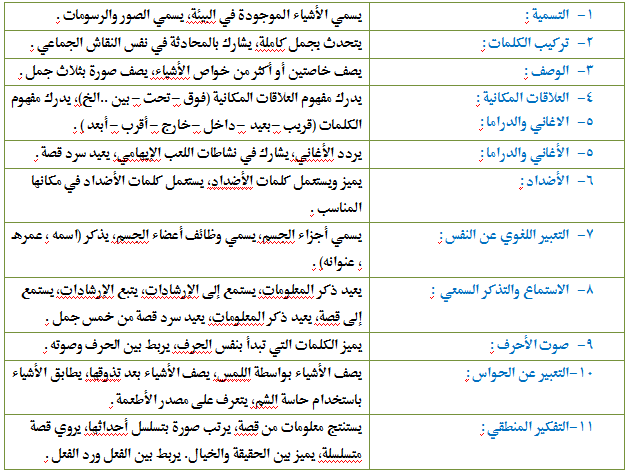 ١- التسمية :
يسمي الأشياء الموجودة في البيئة، يسمي الصور والرسومات .
٢- تركيب الكلمات :
يتحدث بجمل كاملة، يشارك بالمحادثة في نفس النقاش الجماعي .
٣- الوصف :
يصف خاصتين أو أكثر من خواص الأشياء، يصف صورة بثلاث جمل .
٤- العلاقات المكانية :
٥- الاغاني والدراما :
يدرك مفهوم العلاقات المكانية (فوق – تحت – بين ..الخ)، يدرك مفهوم
الكلمات (قريب – بعيد – داخل – خارج – أقرب – أبعد ) .
٥- الأغاني والدراما :
يردد الأغاني، يشارك في نشاطات اللعب الإيهامي، يعيد سرد قصة .
٦- الأضداد :
يميز ويستعمل كلمات الأضداد، يستعمل كلمات الأضداد في مكانها
المناسب .
٧- التعبير اللغوي عن النفس :
يسمي أجزاء الجسم، يسمي وظائف أعضاء الجسم، يذكر (اسمه ، عمره
، عنوانه) .
٨- الاستماع والتذكر السمعي :
يعيد ذكر المعلومات، يستمع إلى الإرشادات، يتبع الإرشادات، يستمع
إلى قصة، يعيد ذكر المعلومات، يعيد سرد قصة من خمس جمل .
٩- صوت الأحرف :
يميز الكلمات التي تبدأ بنفس الحرف، يربط بين الحرف وصوته .
١٠- التعبير عن الحواس :
يصف الأشياء بواسطة اللمس، يصف الأشياء بعد تذوقها، يطابق الأشياء
باستخدام حاسة الشم، يتعرف على مصدر الأطعمة .
١١- التفكير المنطقي :
يستنتج معلومات من قصة، يرتب صورة بتسلسل أحداثها، يروي قصة
متسلسلة، يميز بين الحقيقة والخيال. يربط بين الفعل ورد الفعل .